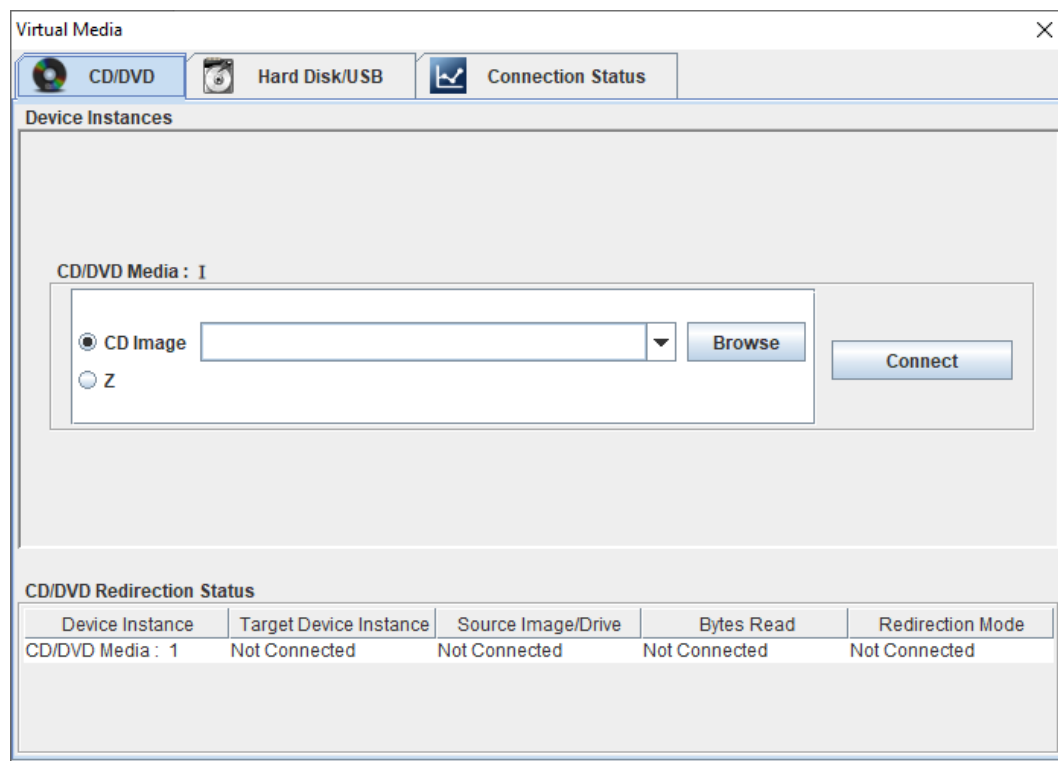 Virtual Media
CD/DVD Hard Disk/USB Connection Status
Device Instances
CD/DVD Media : I
CD Image Browse
Connect
Z
CD/DVD Redirection Status
Device Instance Target Device Instance Source Image/Drive Bytes Read Redirection Mode
CD/DVD Media : 1 Not Connected Not Connected Not Connected Not Connected